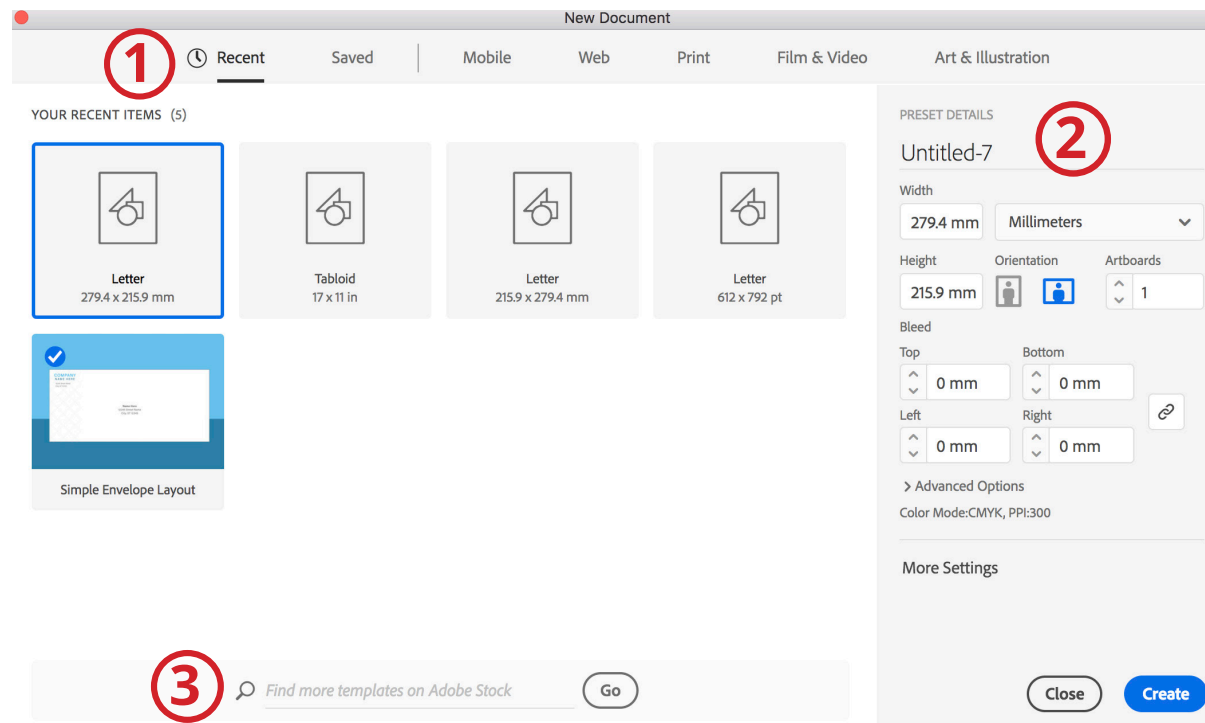 New Document
1
Recent Saved Mobile Web Print Film & Video Art & Illustration
YOUR RECENT ITEMS (5)
Letter
279.4 x 215.9 mm
Tabloid
17 x 11 in
Letter
215.9 x 279.4 mm
Letter
612 x 792 pt
COMPANY
NAME HERE
Simple Envelope Layout
PRESET DETAILS
2
Untitled-7
Width
279.4 mm Millimeters
Height Orientation Artboards
215.9 mm 1
Bleed
Top Bottom
0 mm 0 mm
Left Right
0 mm 0 mm
Advanced Options
Color Mode:CMYK, PPI:300
More Settings
3
Find more templates on Adobe Stock Go
Close Create